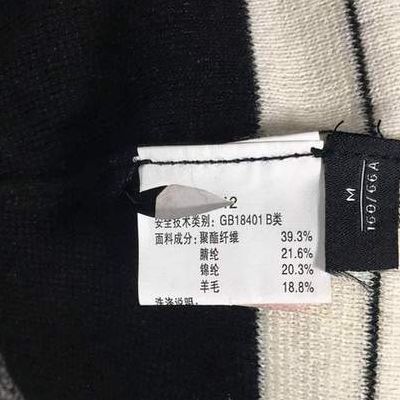 12
安全技术类别: GB18401 B类
面料成分: 聚酯纤维 39.3%
腈纶 21.6%
锦纶 20.3%
羊毛 18.8%
洗涤说明:
M
160/66A